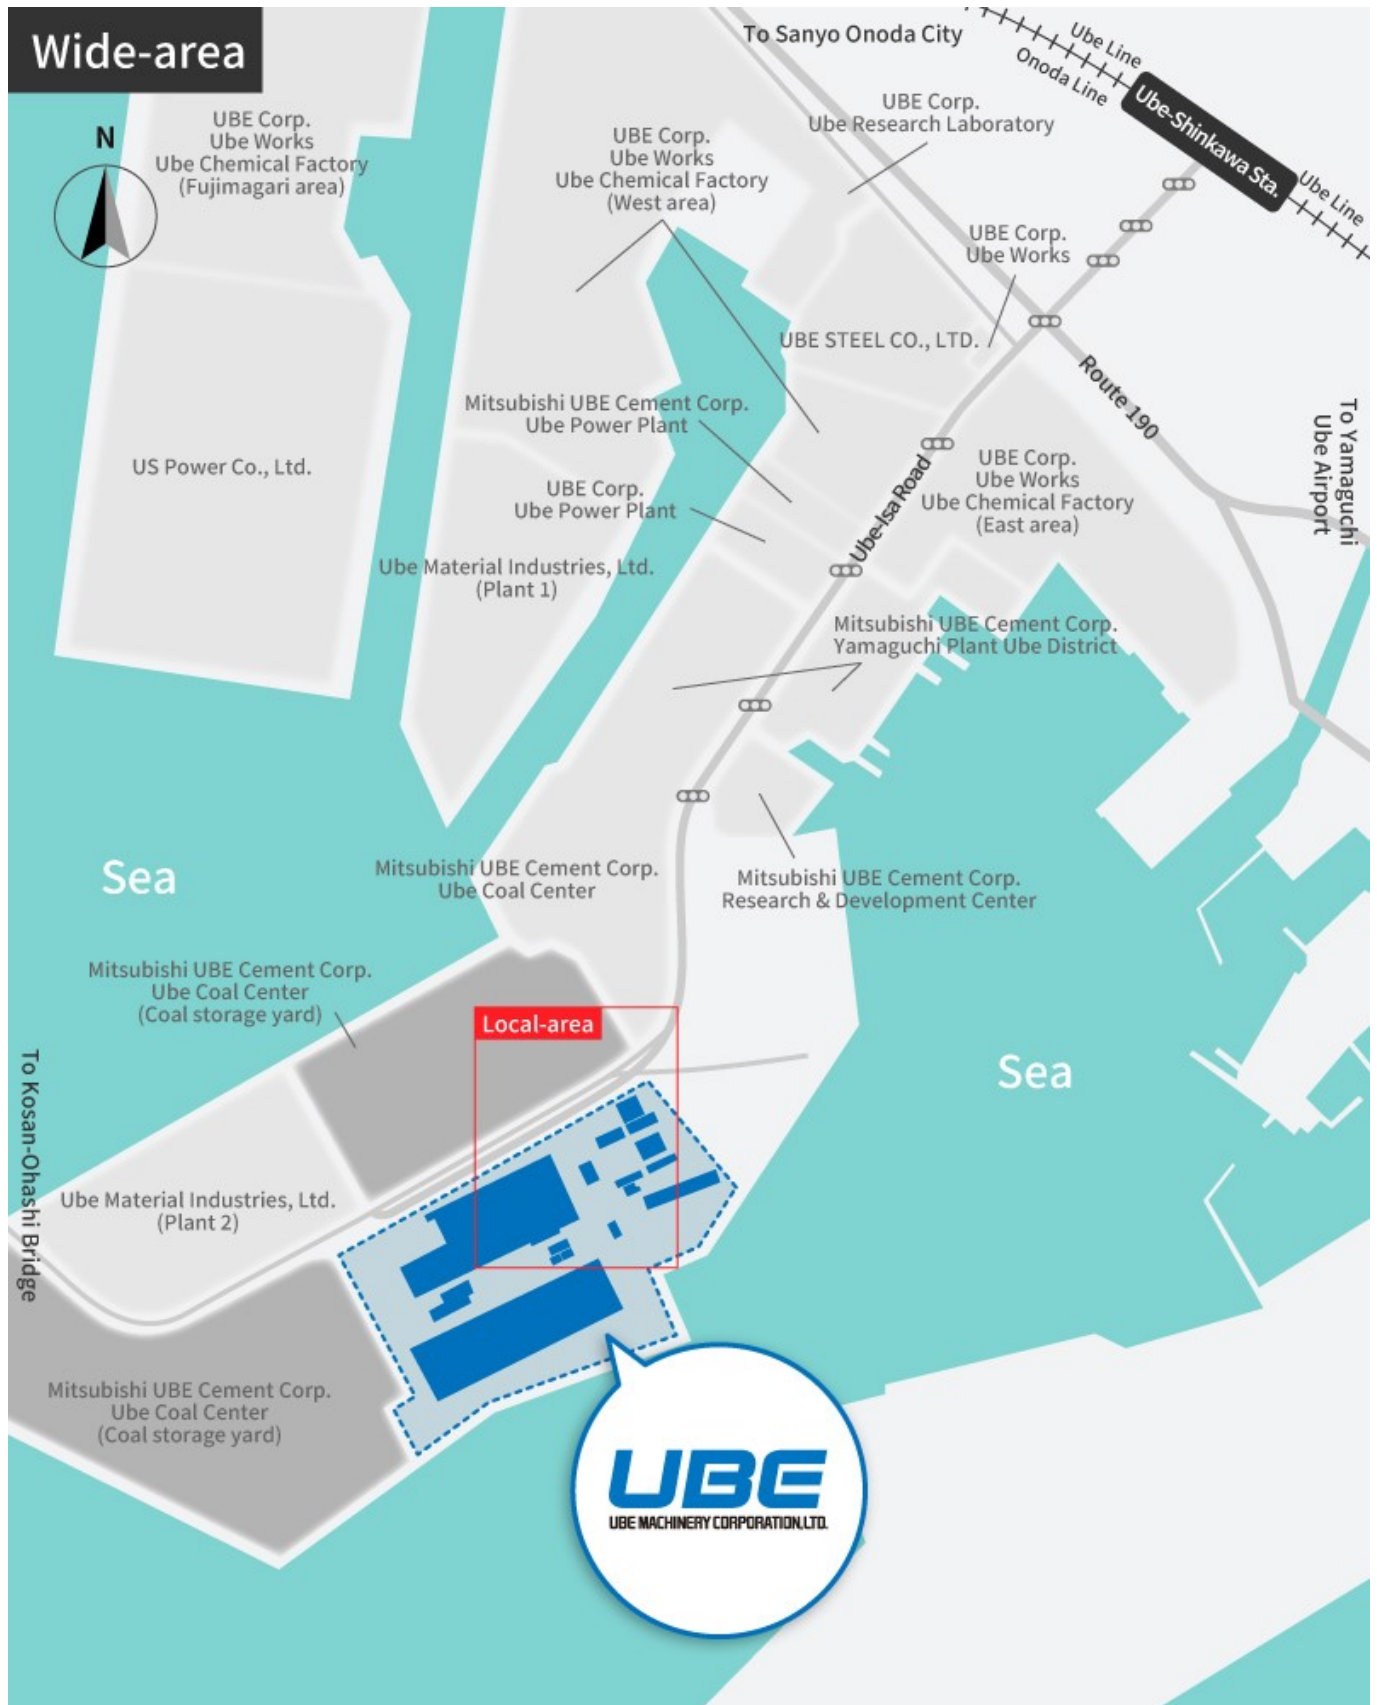 Wide-area
To Sanyo Onoda City
Ube Line
Onoda Line
Ube-Shinkawa Sta.
Ube Line
N
UBE Corp.
Ube Works
Ube Chemical Factory
(Fujimagari area)
UBE Corp.
Ube Works
Ube Chemical Factory
(West area)
UBE Corp.
Ube Research Laboratory
UBE Corp.
Ube Works
UBE STEEL CO., LTD.
Route 190
To Yamaguchi
Ube Airport
US Power Co., Ltd.
Mitsubishi UBE Cement Corp.
Ube Power Plant
UBE Corp.
Ube Power Plant
Ube-Isa Road
UBE Corp.
Ube Works
Ube Chemical Factory
(East area)
Ube Material Industries, Ltd.
(Plant 1)
Mitsubishi UBE Cement Corp.
Yamaguchi Plant Ube District
Sea
Mitsubishi UBE Cement Corp.
Ube Coal Center
Mitsubishi UBE Cement Corp.
Research & Development Center
Mitsubishi UBE Cement Corp.
Ube Coal Center
(Coal storage yard)
Local-area
Sea
To Kosan-Ohashi Bridge
Ube Material Industries, Ltd.
(Plant 2)
Mitsubishi UBE Cement Corp.
Ube Coal Center
(Coal storage yard)
UBE
UBE MACHINERY CORPORATION,LTD.